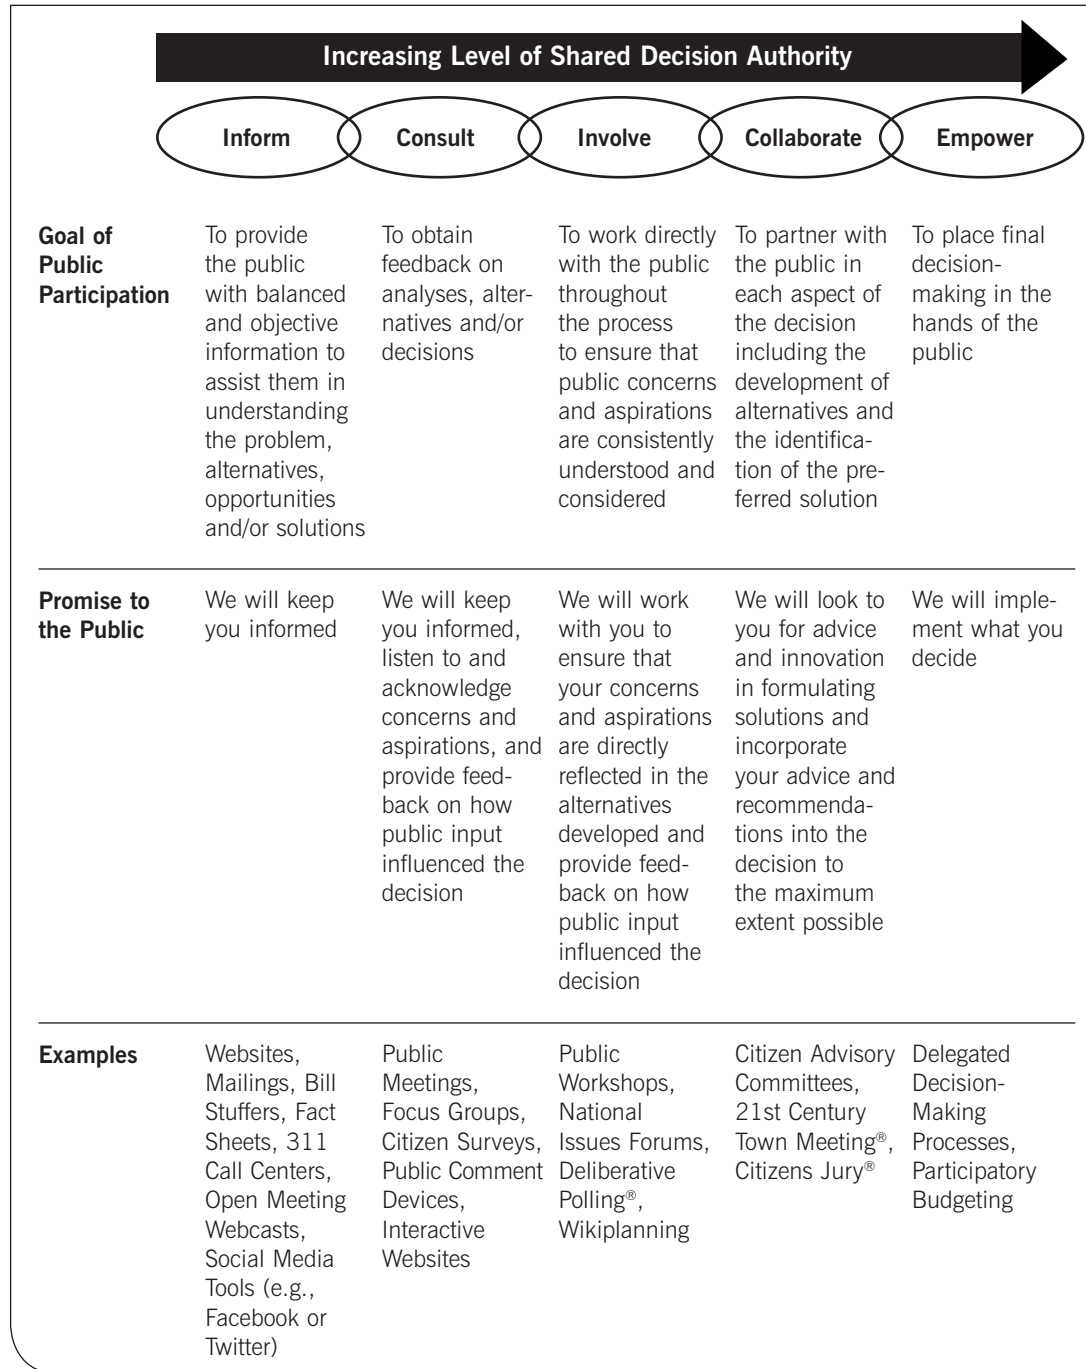 Increasing Level of Shared Decision Authority
Inform
Consult
Involve
Collaborate
Empower
Goal of
Public
Participation
To provide
the public
with balanced
and objective
information to
assist them in
understanding
the problem,
alternatives,
opportunities
and/or solutions
To obtain
feedback on
analyses, alter-
natives and/or
decisions
To work directly
with the public
throughout
the process
to ensure that
public concerns
and aspirations
are consistently
understood and
considered
To partner with
the public in
each aspect of
the decision
including the
development of
alternatives and
the identifica-
tion of the pre-
ferred solution
To place final
decision-
making in the
hands of the
public
Promise to
the Public
We will keep
you informed
We will keep
you informed,
listen to and
acknowledge
concerns and
aspirations, and
provide feed-
back on how
public input
influenced the
decision
We will work
with you to
ensure that
your concerns
and aspirations
are directly
reflected in the
alternatives
developed and
provide feed-
back on how
public input
influenced the
decision
We will look to
you for advice
and innovation
in formulating
solutions and
incorporate
your advice and
recommenda-
tions into the
decision to
the maximum
extent possible
We will imple-
ment what you
decide
Examples
Websites,
Mailings, Bill
Stuffers, Fact
Sheets, 311
Call Centers,
Open Meeting
Webcasts,
Social Media
Tools (e.g.,
Facebook or
Twitter)
Public
Meetings,
Focus Groups,
Citizen Surveys,
Public Comment
Devices,
Interactive
Websites
Public
Workshops,
National
Issues Forums,
Deliberative
Polling®,
Wikiplanning
Citizen Advisory
Committees,
21st Century
Town Meeting®,
Citizens Jury®
Delegated
Decision-
Making
Processes,
Participatory
Budgeting